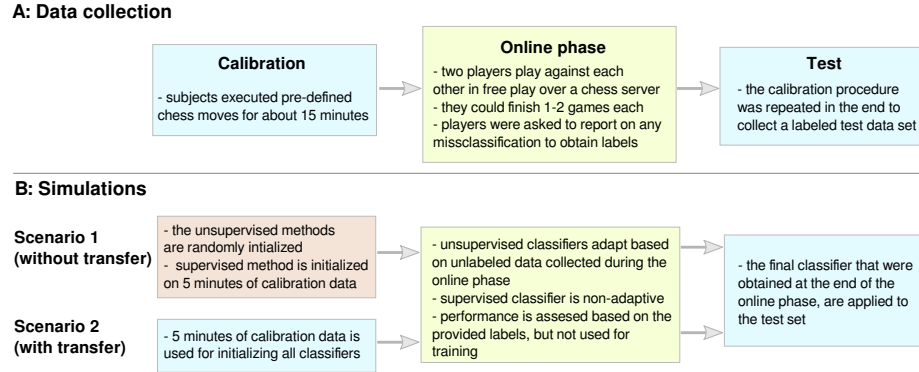 A: Data collection
Calibration
- subjects executed pre-defined
chess moves for about 15 minutes
Online phase
- two players play against each
other in free play over a chess server
- they could finish 1-2 games each
- players were asked to report on any
missclassification to obtain labels
Test
- the calibration procedure
was repeated in the end to
collect a labeled test data set
B: Simulations
Scenario 1
(without transfer)
- the unsupervised methods
are randomly intialized
- supervised method is initialized
on 5 minutes of calibration data
Scenario 2
(with transfer)
- 5 minutes of calibration data is
used for initializing all classifiers
- unsupervised classifiers adapt based
on unlabeled data collected during the
online phase
- supervised classifier is non-adaptive
- performance is assesed based on the
provided labels, but not used for
training
- the final classifier that were
obtained at the end of the
online phase, are applied to
the test set